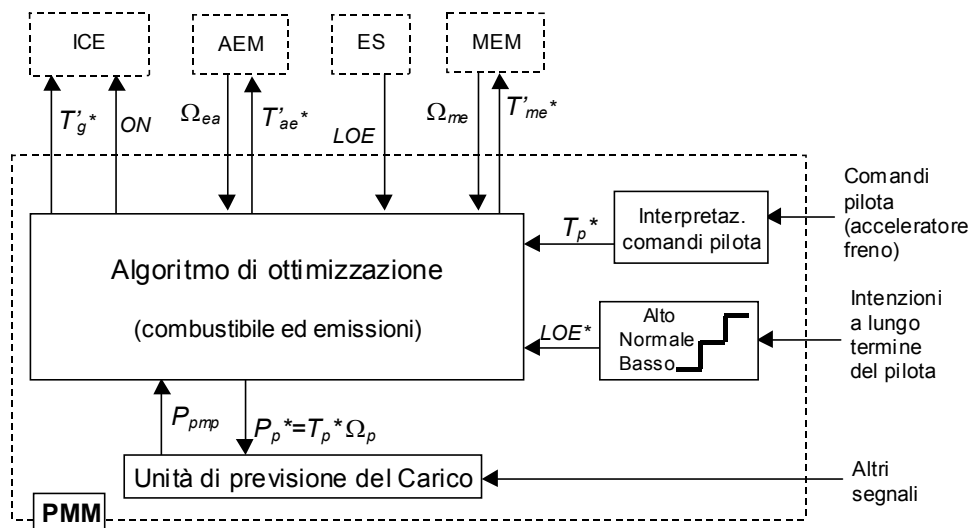 ICE
AEM
ES
MEM
T'g*
ON
Ωea
T'ae*
LOE
Ωme
T'me*
Comandi
pilota
(acceleratore
freno)
Tp*
Interpretaz.
comandi pilota
Algoritmo di ottimizzazione
(combustibile ed emissioni)
LOE*
Alto
Normale
Basso
Intenzioni
a lungo
termine
del pilota
Ppmp
Pp*=Tp*Ωp
Unità di previsione del Carico
Altri
segnali
PMM